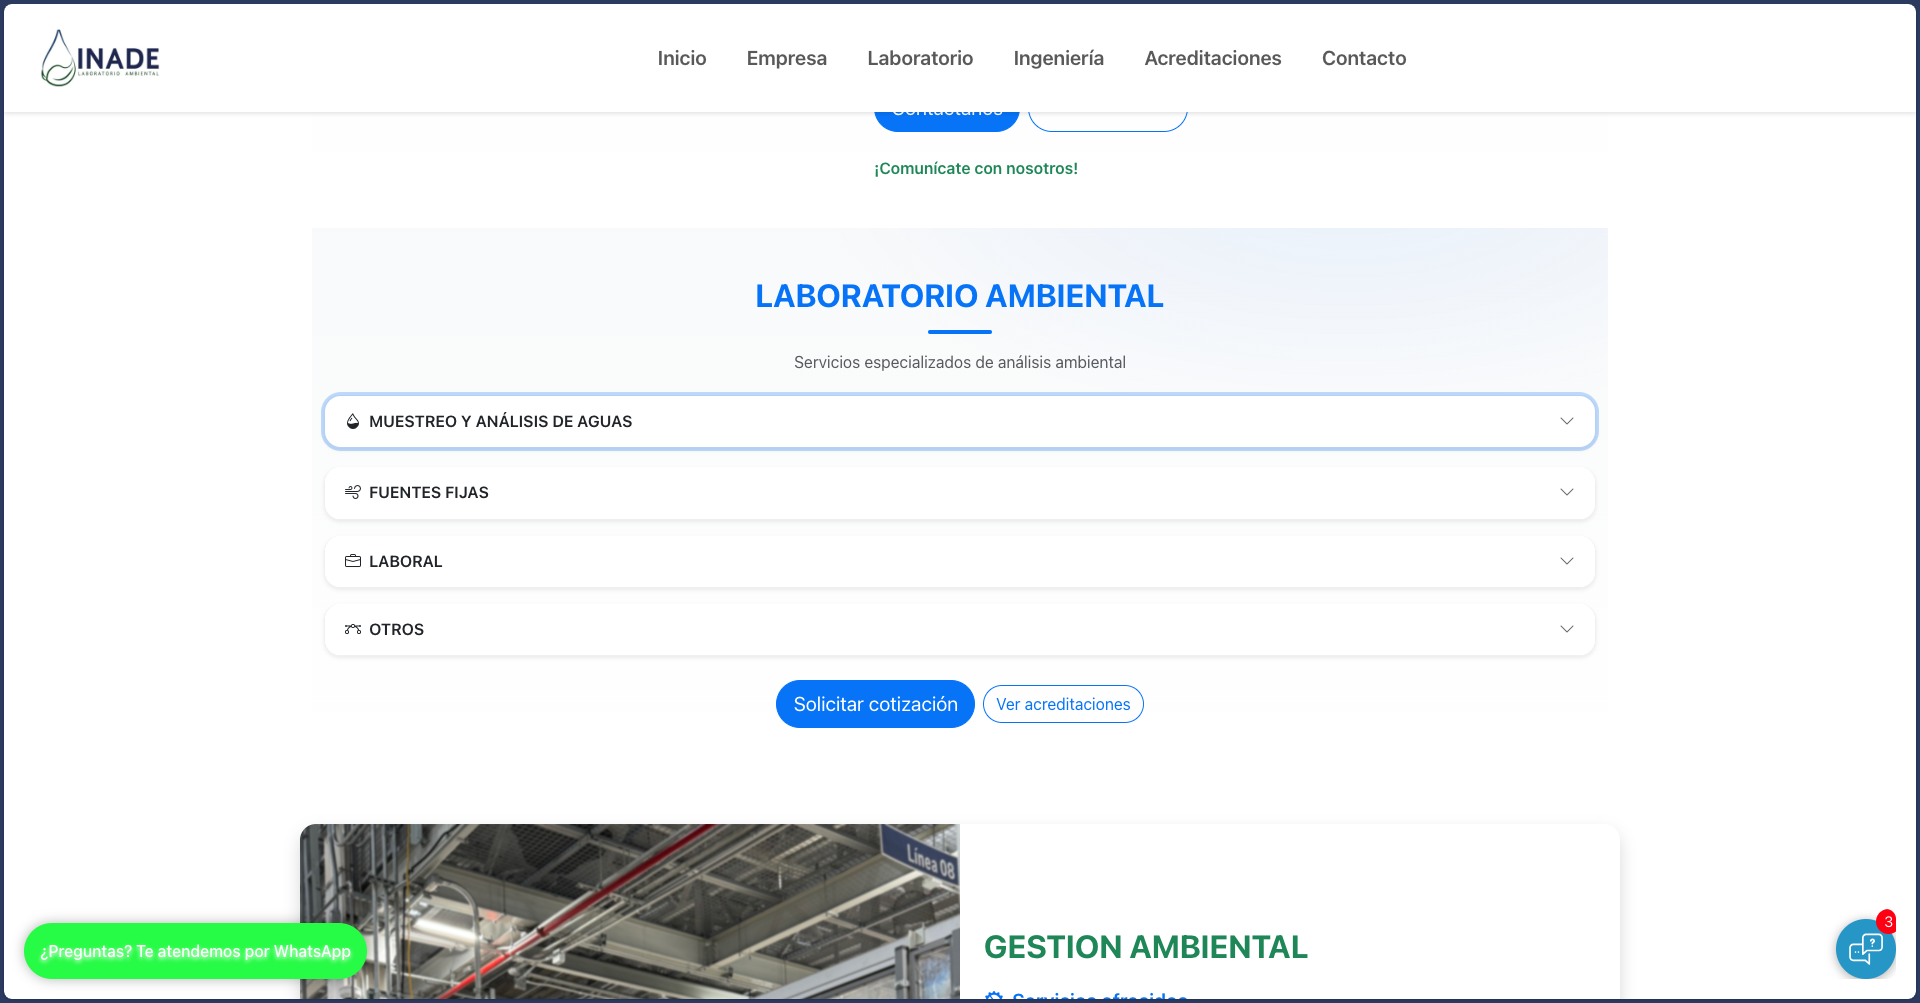 INADE
LABORATORIO AMBIENTAL
Inicio
Empresa
Laboratorio
Ingeniería
Acreditaciones
Contacto
¡Comunícate con nosotros!
LABORATORIO AMBIENTAL
Servicios especializados de análisis ambiental
MUESTREO Y ANÁLISIS DE AGUAS
FUENTES FIJAS
LABORAL
OTROS
Solicitar cotización
Ver acreditaciones
Línea 08
GESTION AMBIENTAL
Servicios ofrecidos
¿Preguntas? Te atendemos por WhatsApp
3